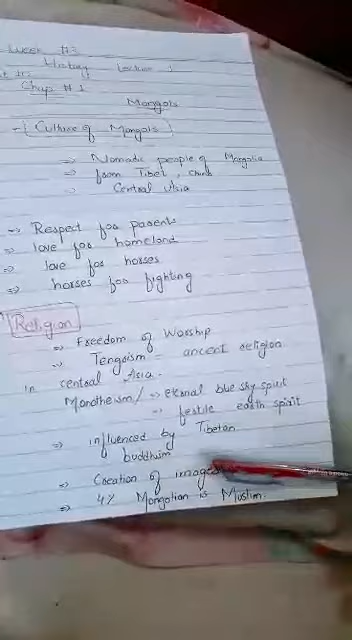 Week #3
History Lecture
Chap # 1
Mongols
Culture of Mongols
⇒ Nomadic people of Mongolia
⇒ from Tibet, China
Central Asia
⇒ Respect for parents
⇒ love for homeland
⇒ love for horses
⇒ horses for fighting
Religion
⇒ Freedom of Worship
⇒ Tengoism = ancient religion
in central Asia.
Monotheism / ⇒ eternal blue sky spirit
⇒ fertile earth spirit
⇒ influenced by Tibetan
buddhism
⇒ Creation of images
⇒ 4% Mongolian is Muslim.